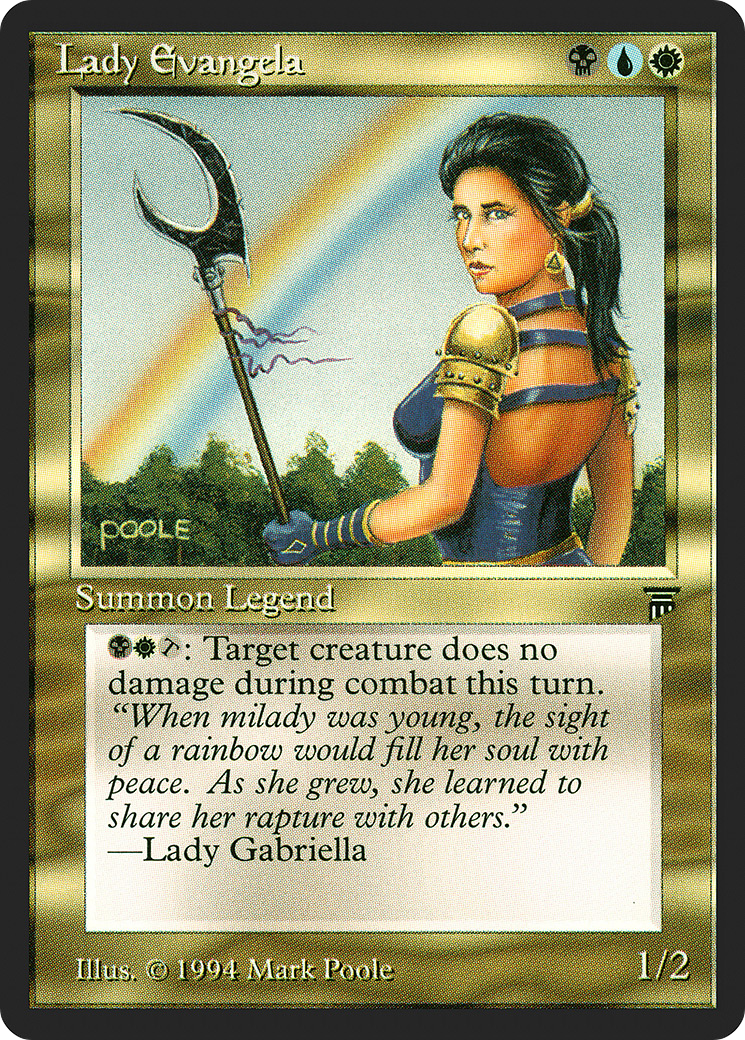 Lady Evangela
POOLE
Summon Legend
: Target creature does no
damage during combat this turn.
“When milady was young, the sight
of a rainbow would fill her soul with
peace. As she grew, she learned to
share her rapture with others.”
—Lady Gabriella
Illus. © 1994 Mark Poole
1/2